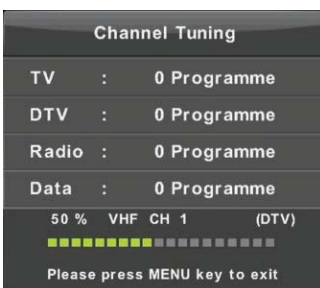 Channel Tuning
TV : 0 Programme
DTV : 0 Programme
Radio : 0 Programme
Data : 0 Programme
50 % VHF CH 1 (DTV)
Please press MENU key to exit